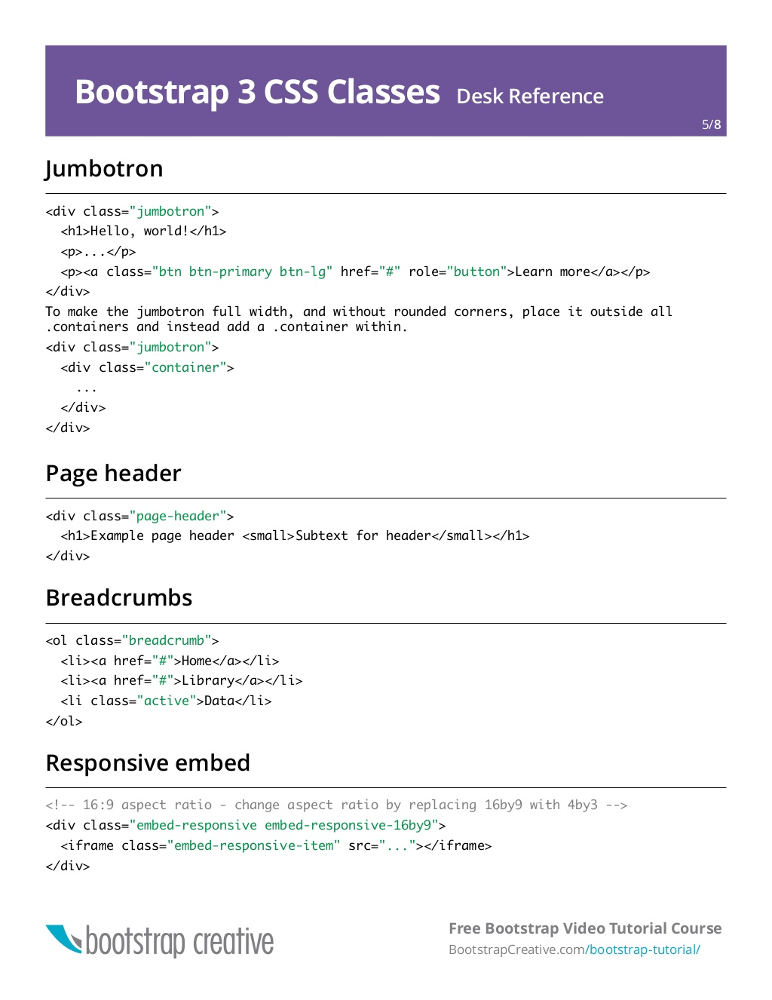 Bootstrap 3 CSS Classes Desk Reference
5/8
Jumbotron
<div class="jumbotron">
  <h1>Hello, world!</h1>
  <p>...</p>
  <p><a class="btn btn-primary btn-lg" href="#" role="button">Learn more</a></p>
</div>
To make the jumbotron full width, and without rounded corners, place it outside all
.containers and instead add a .container within.
<div class="jumbotron">
  <div class="container">
    ...
  </div>
</div>
Page header
<div class="page-header">
  <h1>Example page header <small>Subtext for header</small></h1>
</div>
Breadcrumbs
<ol class="breadcrumb">
  <li><a href="#">Home</a></li>
  <li><a href="#">Library</a></li>
  <li class="active">Data</li>
</ol>
Responsive embed
<!-- 16:9 aspect ratio - change aspect ratio by replacing 16by9 with 4by3 -->
<div class="embed-responsive embed-responsive-16by9">
  <iframe class="embed-responsive-item" src="..."></iframe>
</div>
bootstrap creative
Free Bootstrap Video Tutorial Course
BootstrapCreative.com/bootstrap-tutorial/